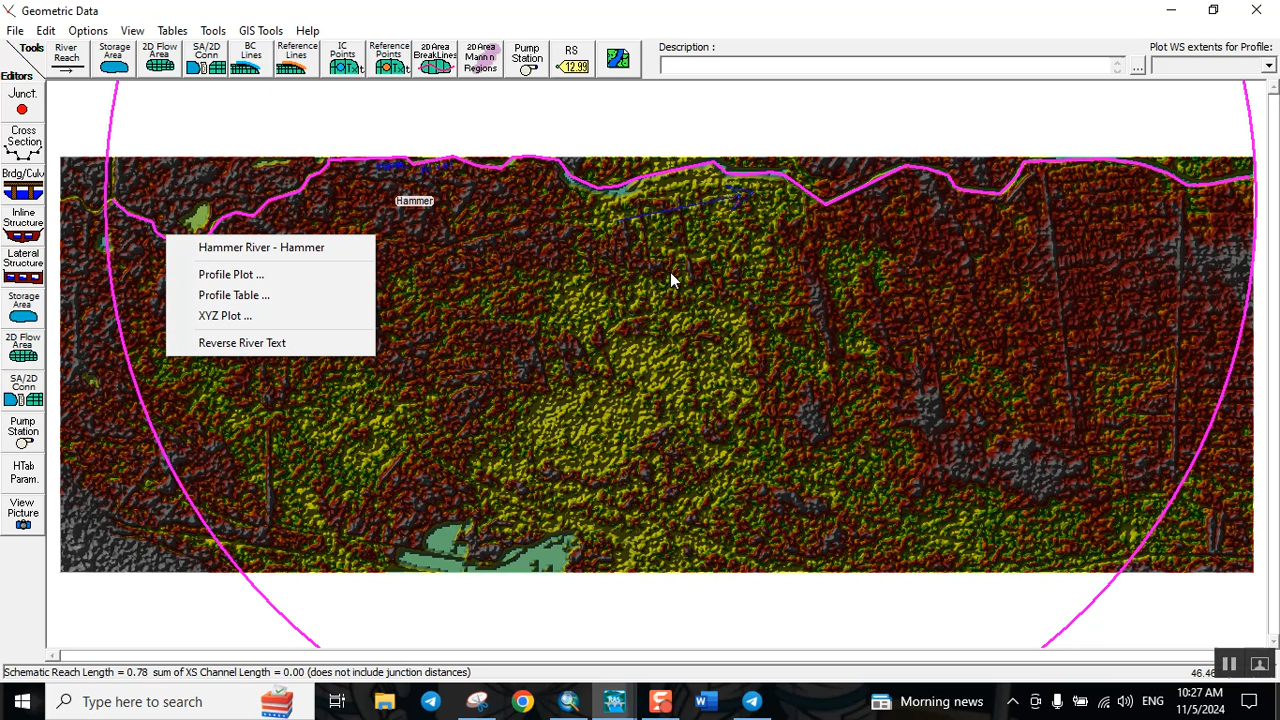 Geometric Data
File Edit Options View Tables Tools GIS Tools Help
Tools
Editors
River
Reach
Storage
Area
2D Flow
Area
SA/2D
Conn
BC
Lines
Reference
Lines
IC
Points
Reference
Points
2D Area
BreakLines
2D Area
Mann n
Regions
Pump
Station
RS
12.99
Description :
...
Plot WS extents for Profile:
Junct.
Cross
Section
Brdg/Culv
Inline
Structure
Lateral
Structure
Storage
Area
2D Flow
Area
SA/2D
Conn
Pump
Station
HTab
Param.
View
Picture
Hammer
Hammer River - Hammer
Profile Plot ...
Profile Table ...
XYZ Plot ...
Reverse River Text
Schematic Reach Length = 0.78 sum of XS Channel Length = 0.00 (does not include junction distances)
Type here to search
Morning news
ENG
10:27 AM
11/5/2024